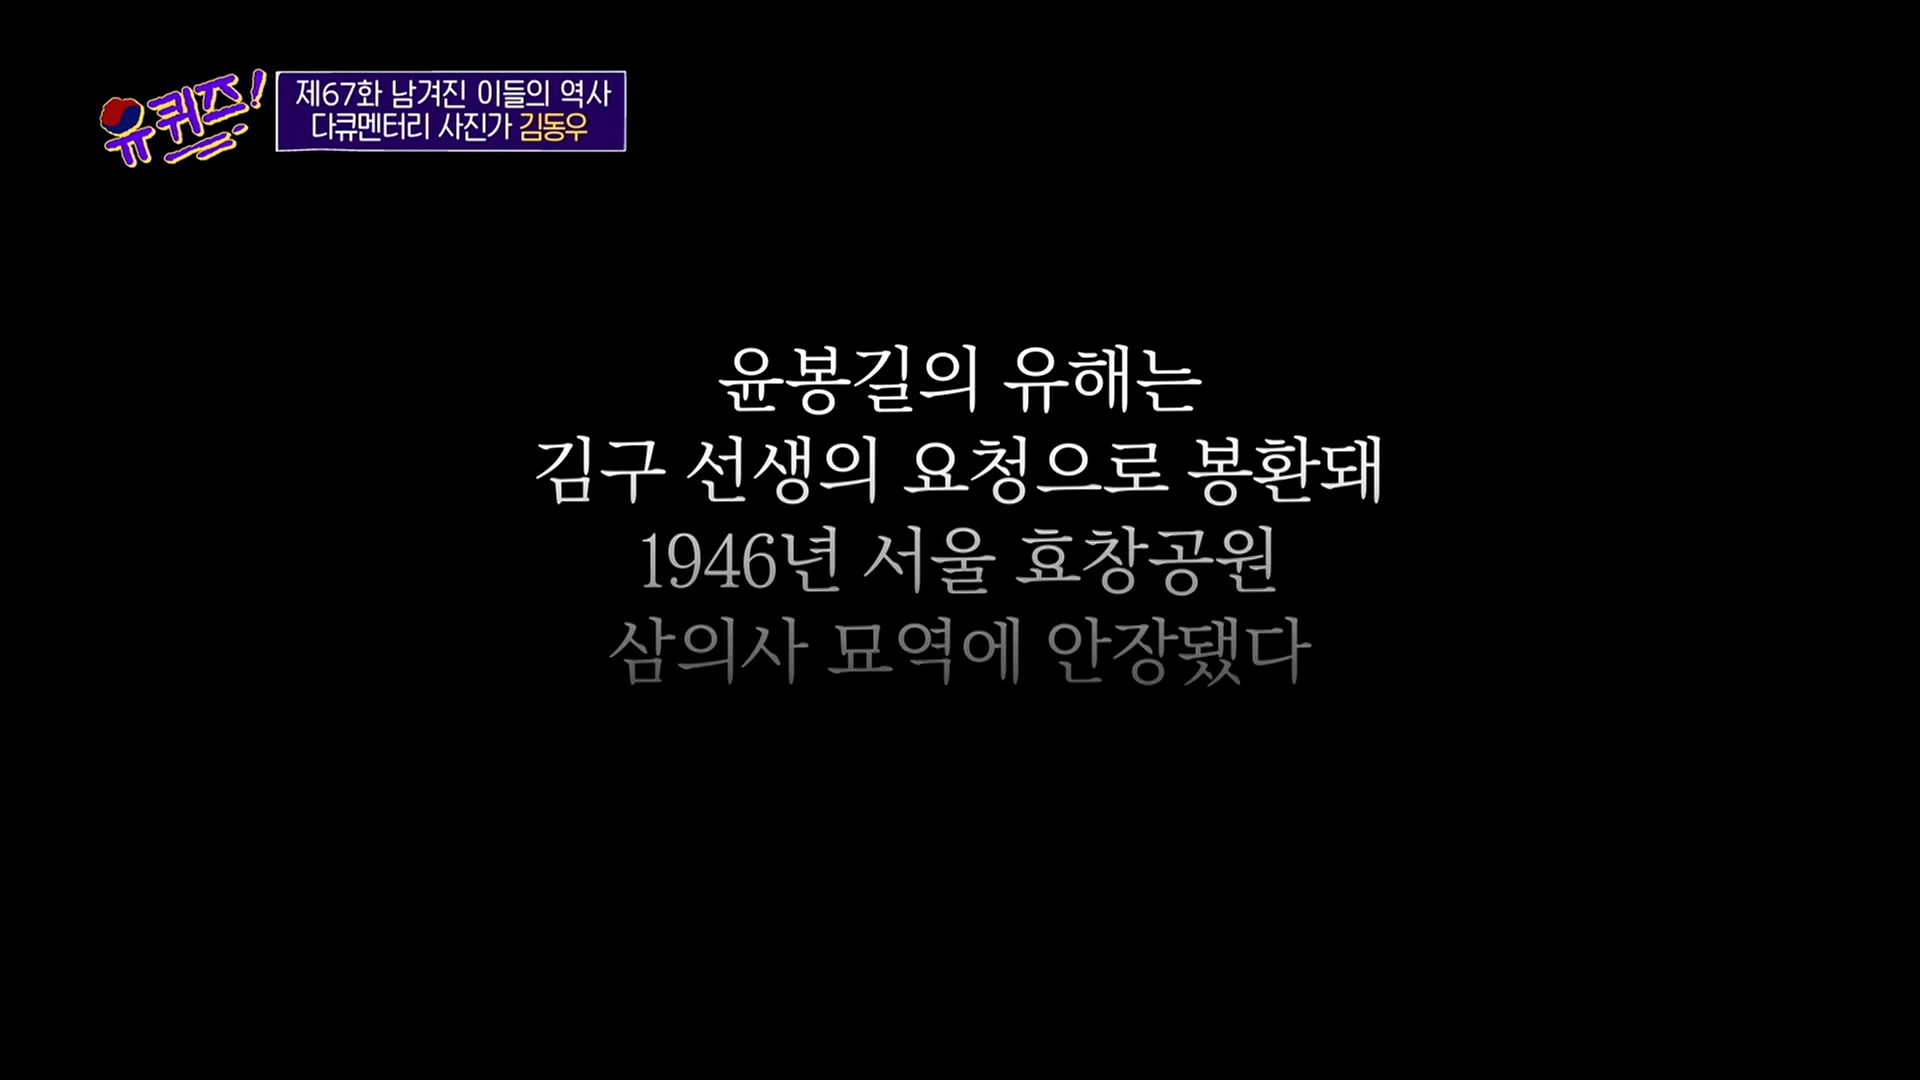 유퀴즈!
제67화 남겨진 이들의 역사
다큐멘터리 사진가 김동우
윤봉길의 유해는
김구 선생의 요청으로 봉환돼
1946년 서울 효창공원
삼의사 묘역에 안장됐다